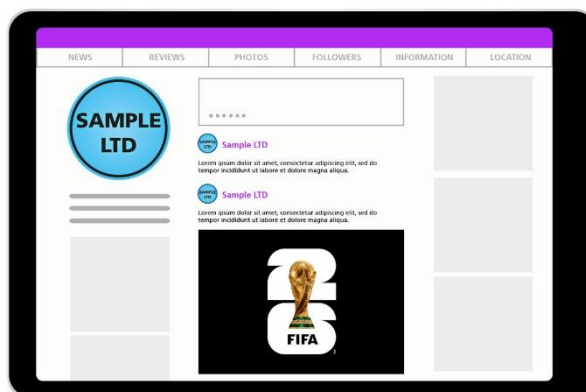 NEWS REVIEWS PHOTOS FOLLOWERS INFORMATION LOCATION
SAMPLE
LTD
Sample LTD
Lorem ipsum dolor sit amet, consectetur adipiscing elit, sed do
tempor incididunt ut labore et dolore magna aliqua.
Sample LTD
Lorem ipsum dolor sit amet, consectetur adipiscing elit, sed do
tempor incididunt ut labore et dolore magna aliqua.
26
FIFA